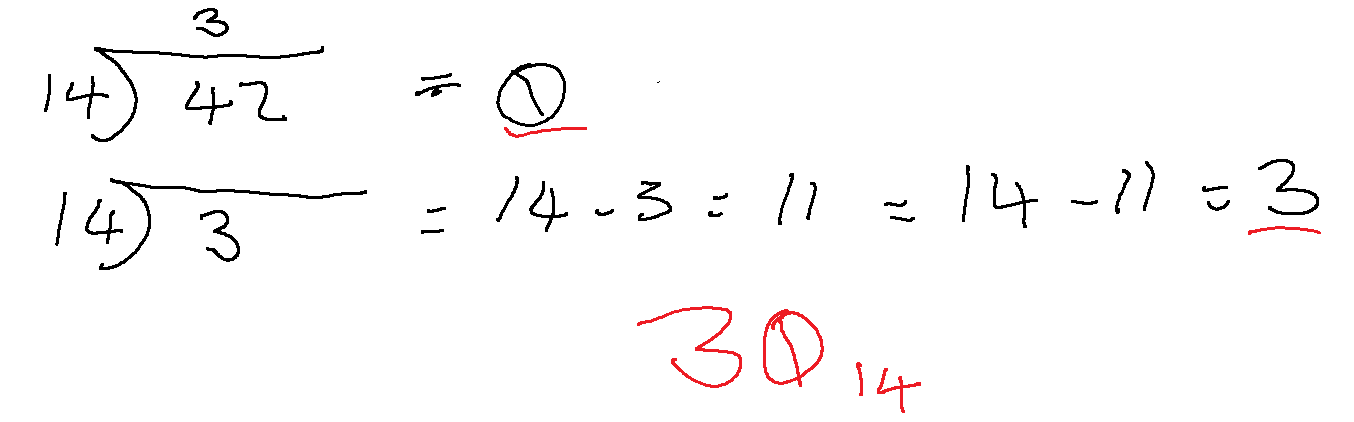 3
14)42 = 0
14)3 = 14 - 3 = 11 = 14 - 11 = 3
30 14